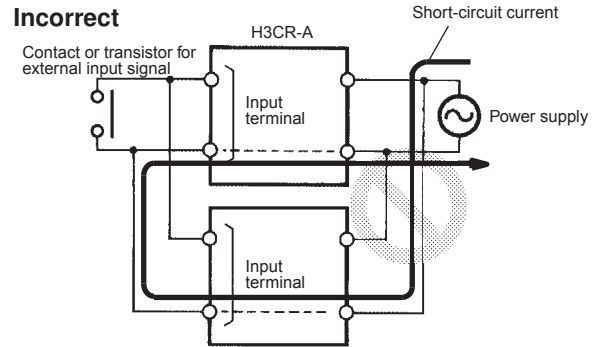 Incorrect
Short-circuit current
H3CR-A
Contact or transistor for
external input signal
Input
terminal
Power supply
Input
terminal